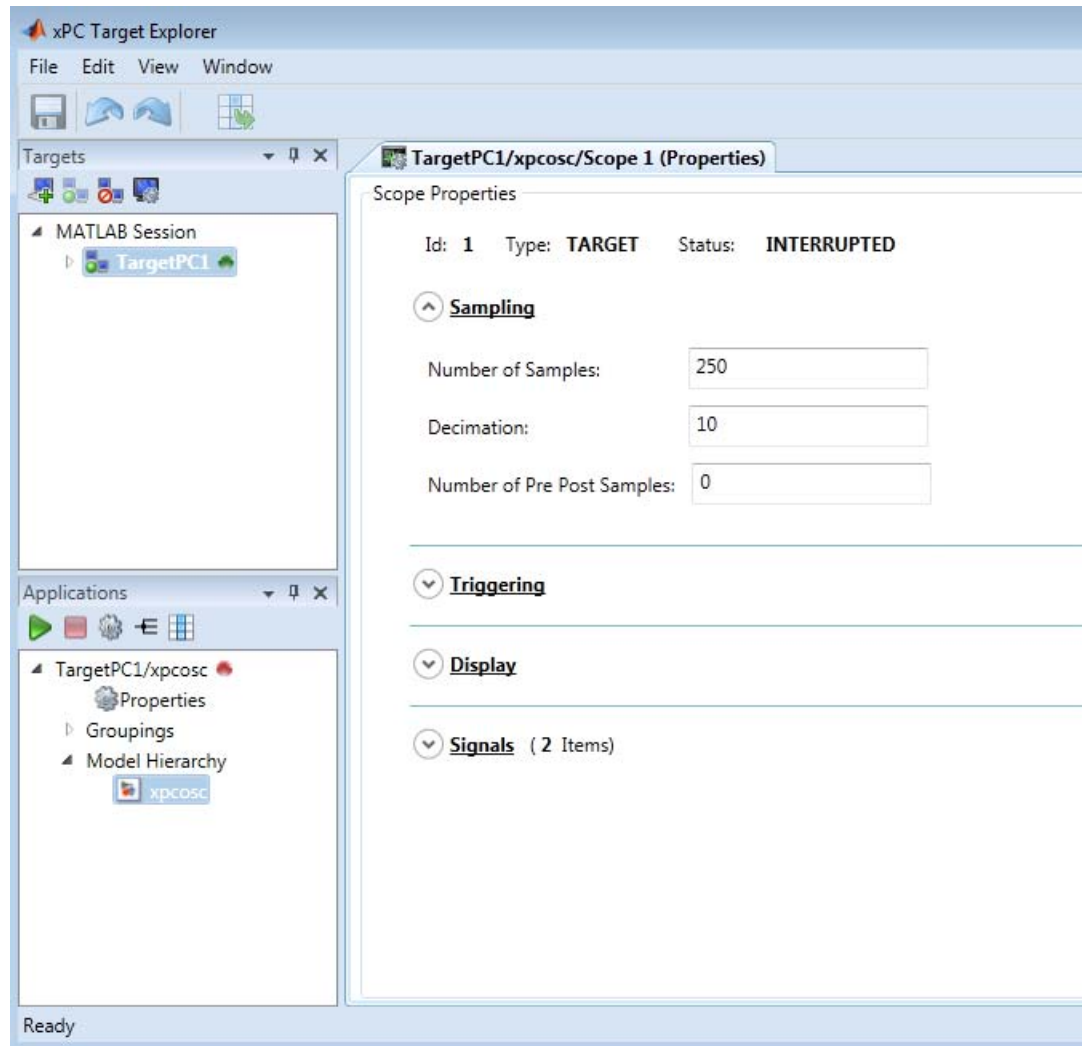 xPC Target Explorer
File Edit View Window
Targets
MATLAB Session
TargetPC1
Applications
TargetPC1/xpcosc
Properties
Groupings
Model Hierarchy
xpcosc
TargetPC1/xpcosc/Scope 1 (Properties)
Scope Properties
Id: 1 Type: TARGET Status: INTERRUPTED
Sampling
Number of Samples: 250
Decimation: 10
Number of Pre Post Samples: 0
Triggering
Display
Signals ( 2 Items)
Ready